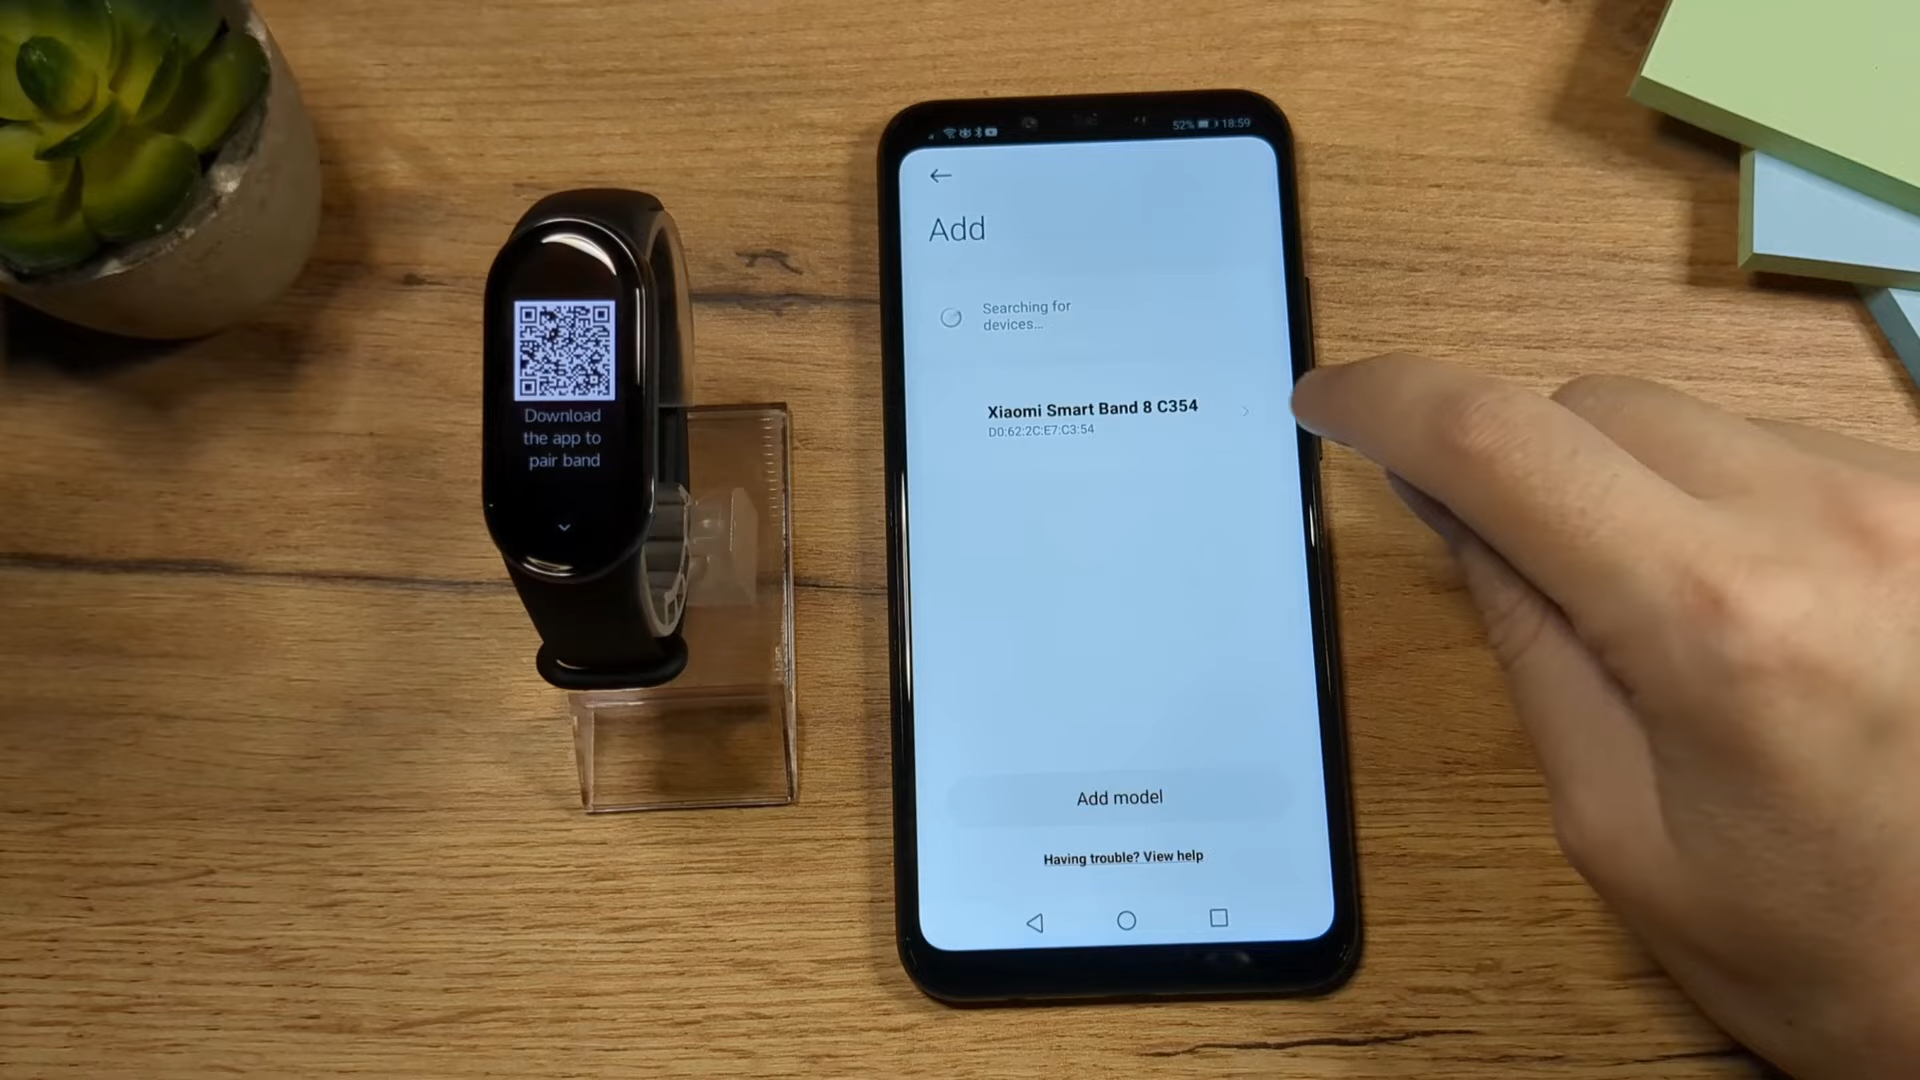 Download
the app to
pair band
52% 18:59
Add
Searching for
devices...
Xiaomi Smart Band 8 C354
D0:62:2C:E7:C3:54
Add model
Having trouble? View help